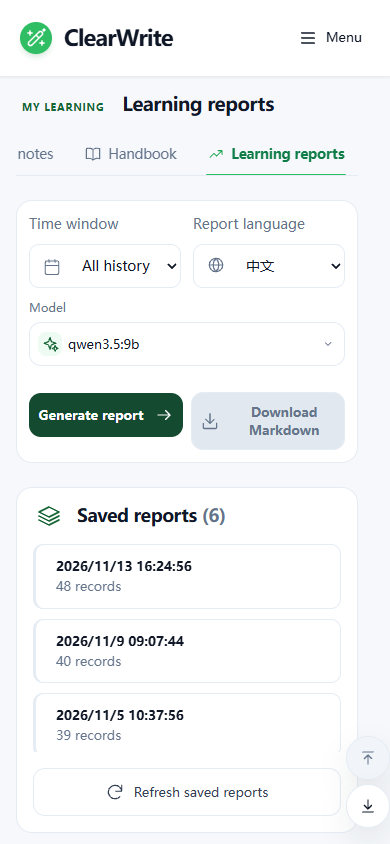 ClearWrite
Menu
MY LEARNING Learning reports
notes Handbook Learning reports
Time window Report language
All history 中文
Model
qwen3.5:9b
Generate report
Download
Markdown
Saved reports (6)
2026/11/13 16:24:56
48 records
2026/11/9 09:07:44
40 records
2026/11/5 10:37:56
39 records
Refresh saved reports